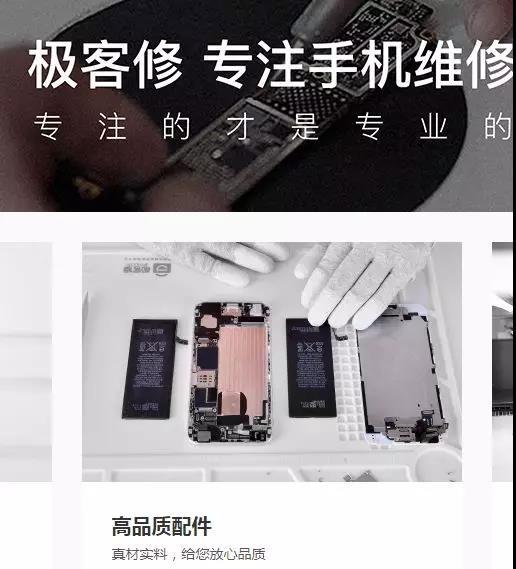 极客修 专注手机维修
专注的才是专业的
高品质配件
真材实料，给您放心品质